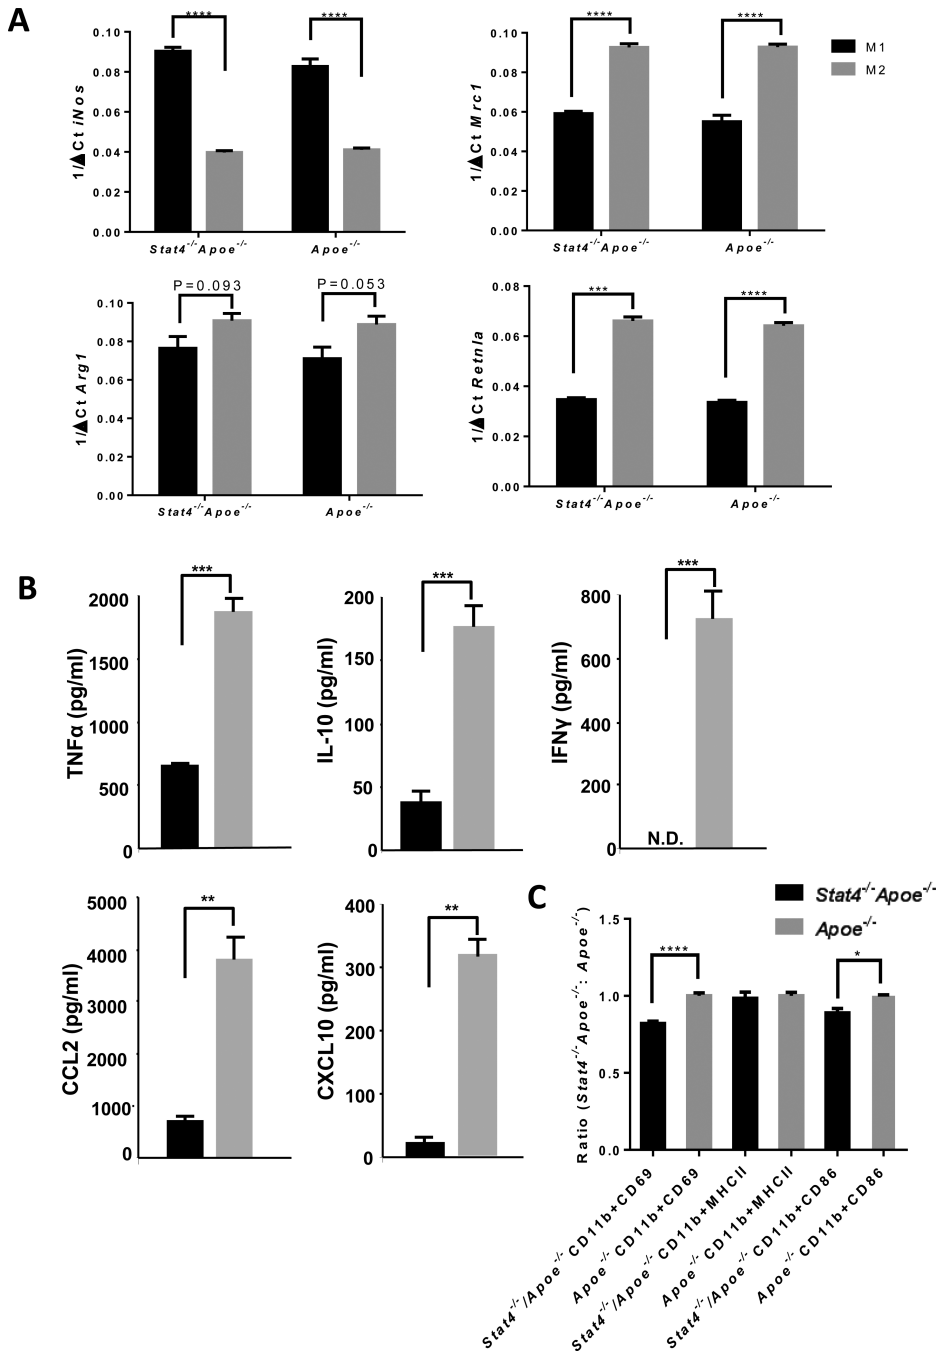 A
****
****
0.10
0.08
0.06
0.04
0.02
0.00
1/▲Ct iNos
Stat4-/-Apoe-/-
Apoe-/-
****
****
0.10
0.08
0.06
0.04
0.02
0.00
1/▲Ct Mrc1
Stat4-/-Apoe-/-
Apoe-/-
M1
M2
P=0.093
P=0.053
0.10
0.08
0.06
0.04
0.02
0.00
1/▲Ct Arg1
Stat4-/-Apoe-/-
Apoe-/-
***
****
0.08
0.06
0.04
0.02
0.00
1/▲Ct Retnla
Stat4-/-Apoe-/-
Apoe-/-
B
***
2000
1500
1000
500
0
TNFα (pg/ml)
***
200
150
100
50
0
IL-10 (pg/ml)
***
800
600
400
200
0
IFNγ (pg/ml)
N.D.
**
5000
4000
3000
2000
1000
0
CCL2 (pg/ml)
**
400
300
200
100
0
CXCL10 (pg/ml)
C
Stat4-/-Apoe-/-
Apoe-/-
****
*
1.5
1.0
0.5
0.0
Ratio (Stat4-/-Apoe-/-: Apoe-/-)
Stat4-/-/Apoe-/- CD11b+CD69
Apoe-/- CD11b+CD69
Stat4-/-/Apoe-/- CD11b+MHCII
Apoe-/- CD11b+MHCII
Stat4-/-/Apoe-/- CD11b+CD86
Apoe-/- CD11b+CD86